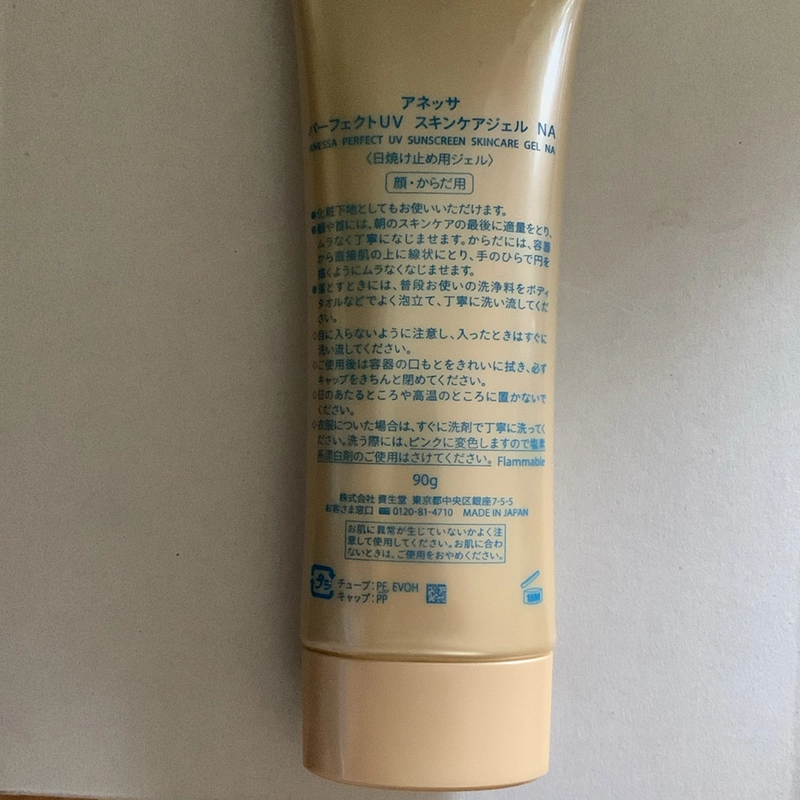 アネッサ
パーフェクトUV スキンケアジェル NA
ANESSA PERFECT UV SUNSCREEN SKINCARE GEL NA
〈日焼け止め用ジェル〉
顔・からだ用
●化粧下地としてもお使いいただけます。
●顔や首には、朝のスキンケアの最後に適量をとり、
ムラなく丁寧になじませます。からだには、容器
から直接肌の上に線状にとり、手のひらで円を
描くようにムラなくなじませます。
●落とすときには、普段お使いの洗浄料をボディ
タオルなどでよく泡立て、丁寧に洗い流してくだ
さい。
◇目に入らないように注意し、入ったときはすぐに
洗い流してください。
◇ご使用後は容器の口もとをきれいに拭き、必ず
キャップをきちんと閉めてください。
◇日のあたるところや高温のところに置かないで
ください。
◇衣服についた場合は、すぐに洗剤で丁寧に洗ってく
ださい。洗う際には、ピンクに変色しますので塩素
系漂白剤のご使用はさけてください。 Flammable
90g
株式会社 資生堂 東京都中央区銀座7-5-5
お客さま窓口 0120-81-4710 MADE IN JAPAN
お肌に異常が生じていないかよく注
意して使用してください。お肌に合わ
ないときは、ご使用をおやめください。
プラ チューブ：PE, EVOH
キャップ：PP